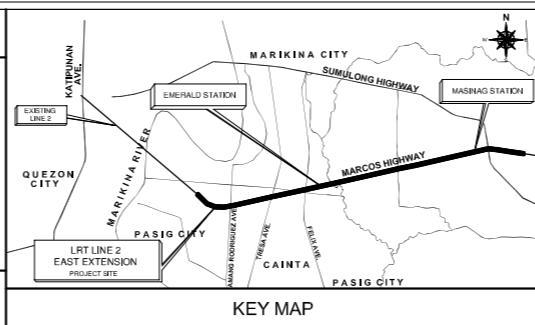 N
MARIKINA CITY
SUMULONG HIGHWAY
KATIPUNAN
AVE.
EMERALD STATION
MASINAG STATION
EXISTING
LINE 2
MARIKINA RIVER
MARCOS HIGHWAY
QUEZON
CITY
PASIG CITY
AMANG RODRIGUEZ AVE.
TRESA AVE.
FELIX AVE.
LRT LINE 2
EAST EXTENSION
PROJECT SITE
CAINTA
PASIG CITY
KEY MAP